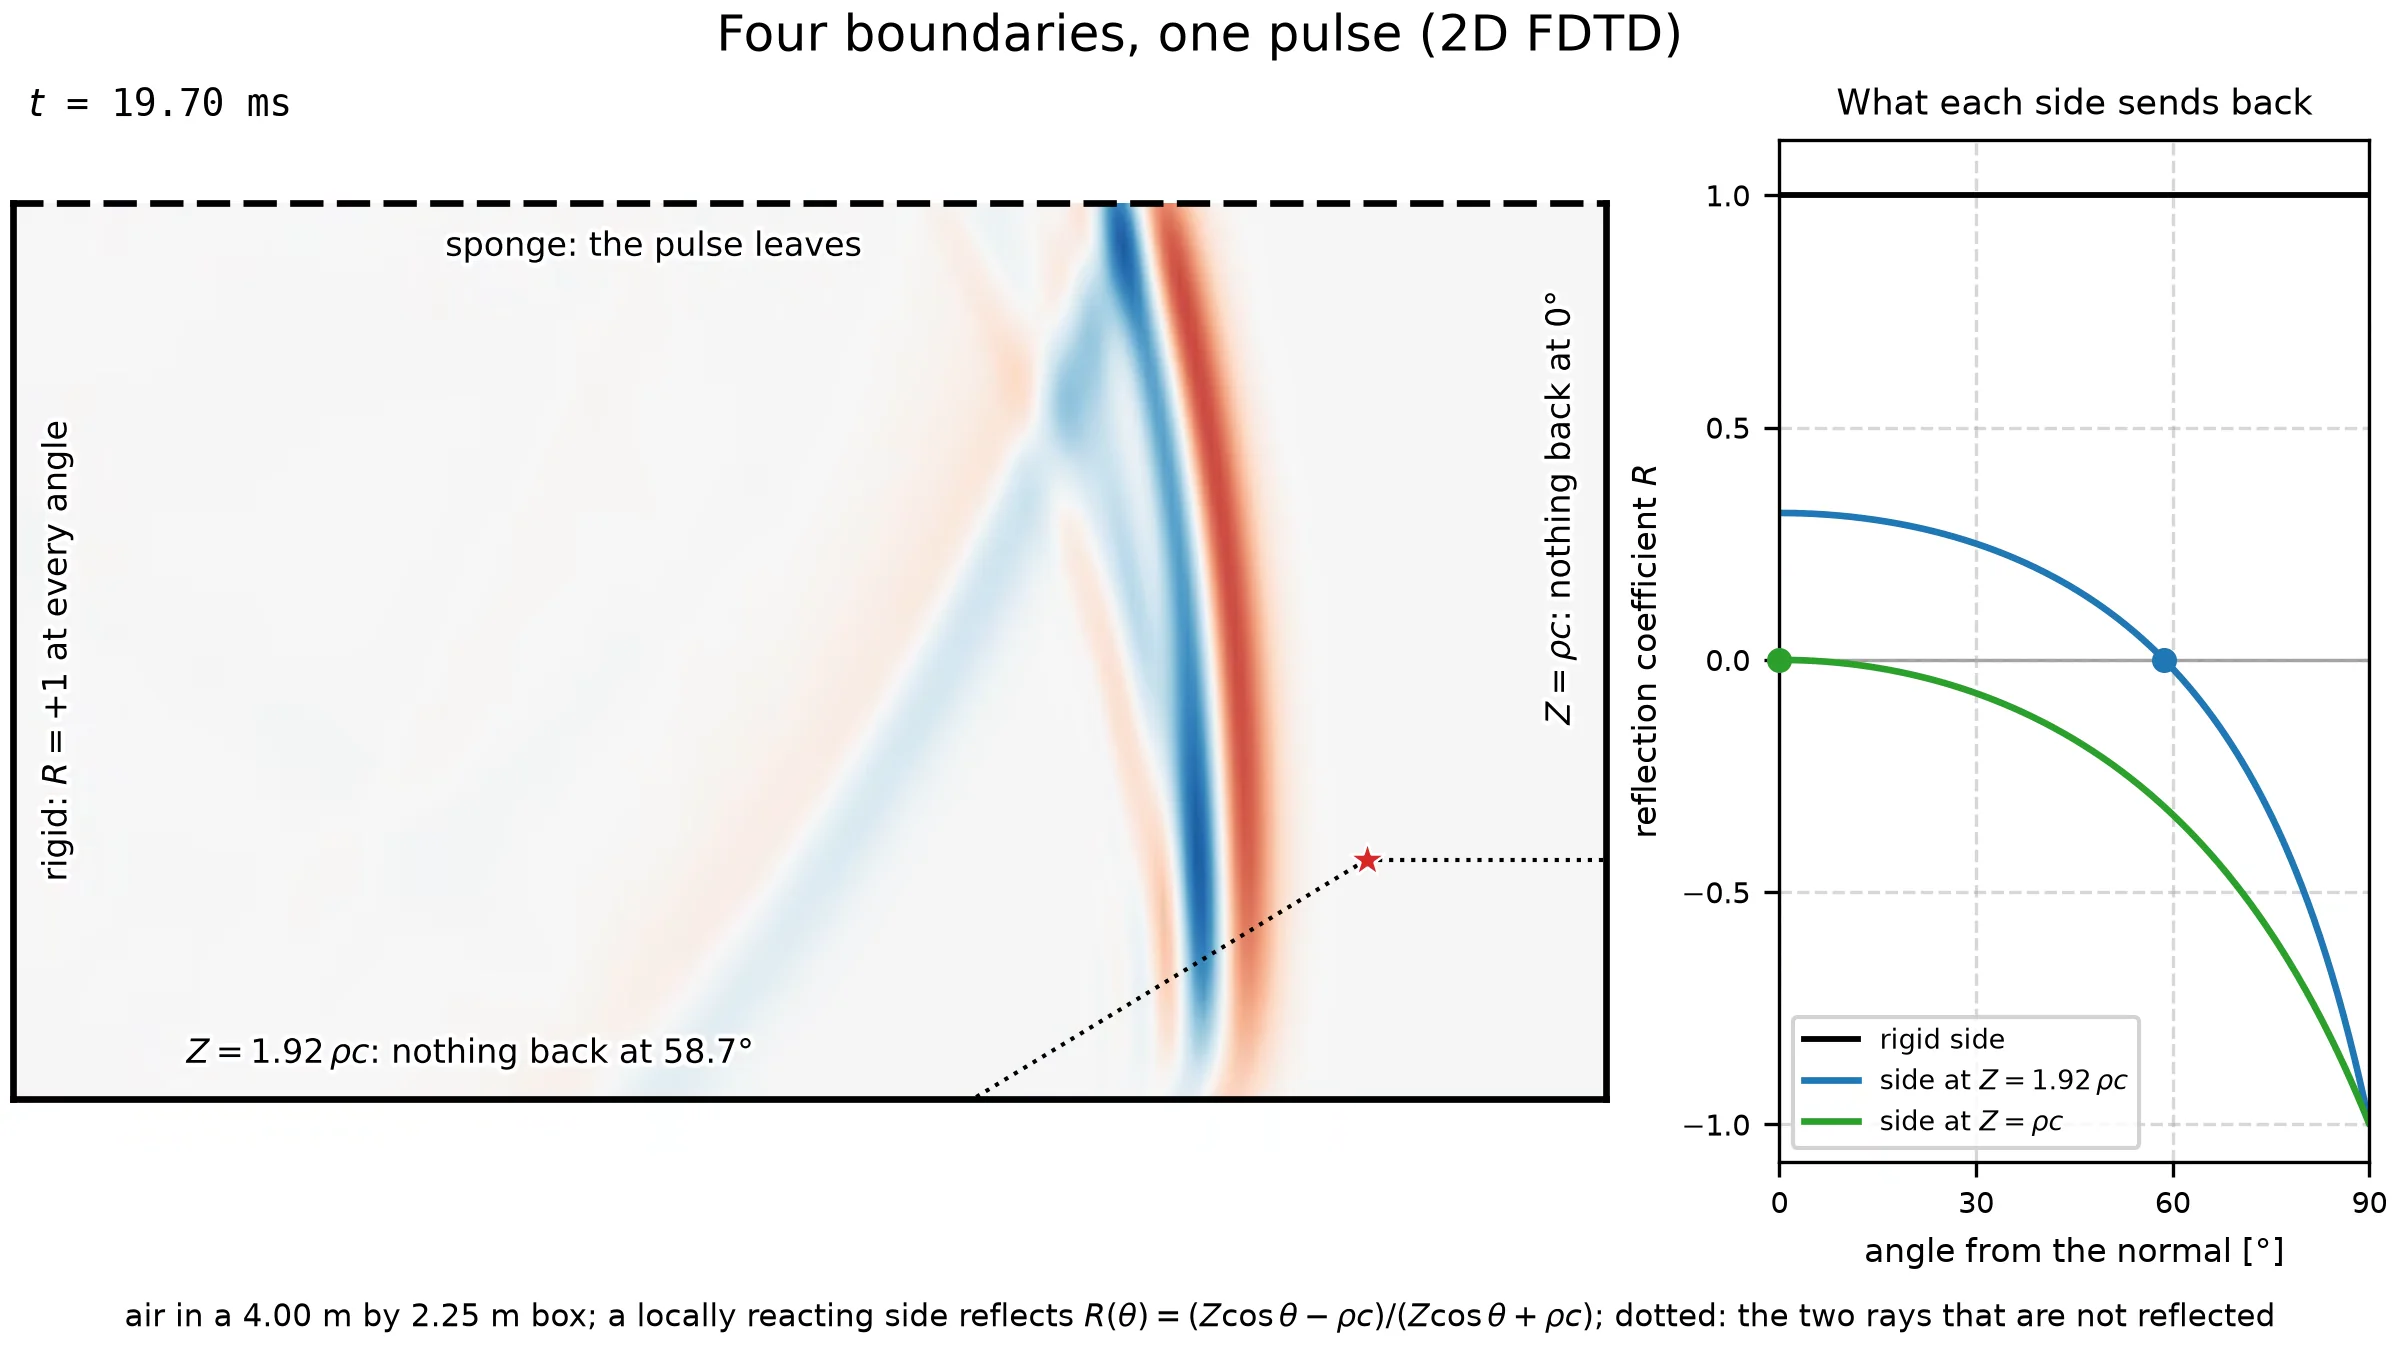 Four boundaries, one pulse (2D FDTD)
t = 19.70 ms
sponge: the pulse leaves
rigid: R = +1 at every angle
Z = ρc: nothing back at 0°
Z = 1.92 ρc: nothing back at 58.7°
What each side sends back
reflection coefficient R
1.0
0.5
0.0
−0.5
−1.0
rigid side
side at Z = 1.92 ρc
side at Z = ρc
0 30 60 90
angle from the normal [°]
air in a 4.00 m by 2.25 m box; a locally reacting side reflects R(θ) = (Zcos θ − ρc)/(Zcos θ + ρc); dotted: the two rays that are not reflected